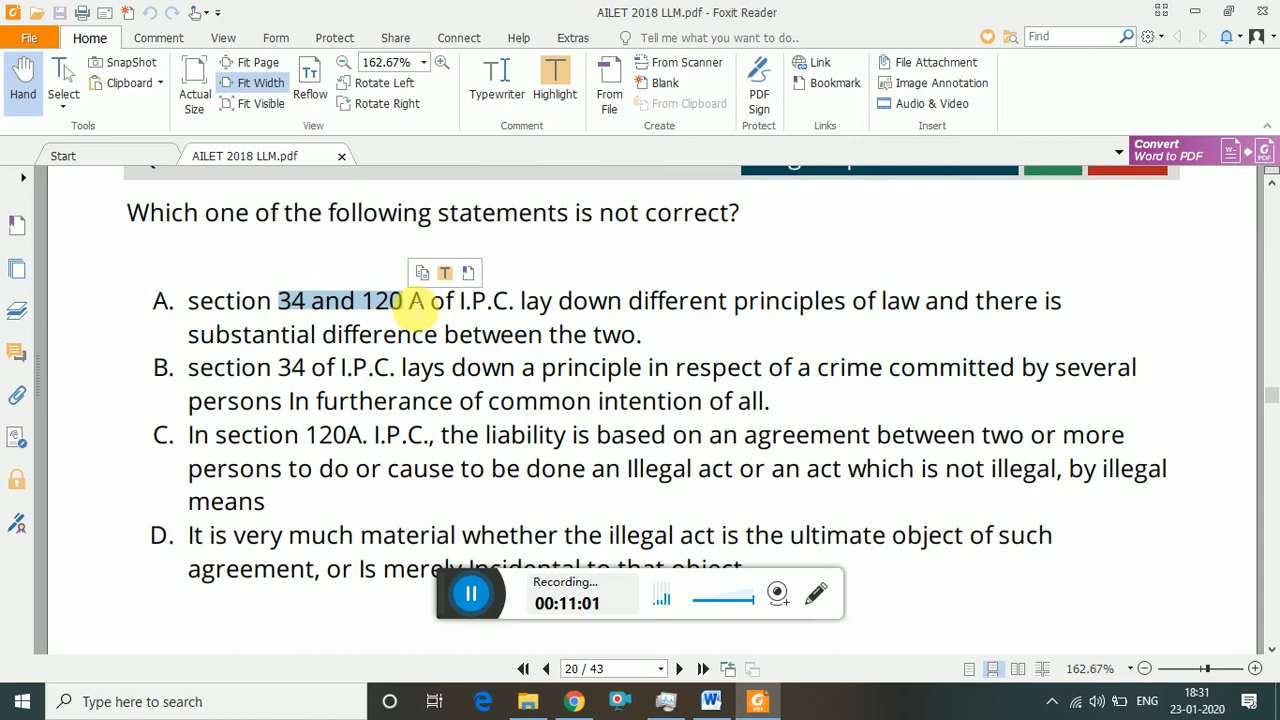 AILET 2018 LLM.pdf - Foxit Reader
File Home Comment View Form Protect Share Connect Help Extras Tell me what you want to do... Find
Hand
Select
SnapShot
Clipboard
Tools
Actual Size
Fit Page
Fit Width
Fit Visible
Reflow
162.67%
Rotate Left
Rotate Right
View
Typewriter
Highlight
Comment
From File
From Scanner
Blank
From Clipboard
Create
PDF Sign
Protect
Link
Bookmark
Links
File Attachment
Image Annotation
Audio & Video
Insert
Start
AILET 2018 LLM.pdf
Convert
Word to PDF
Which one of the following statements is not correct?
A. section 34 and 120 A of I.P.C. lay down different principles of law and there is
substantial difference between the two.
B. section 34 of I.P.C. lays down a principle in respect of a crime committed by several
persons In furtherance of common intention of all.
C. In section 120A. I.P.C., the liability is based on an agreement between two or more
persons to do or cause to be done an Illegal act or an act which is not illegal, by illegal
means
D. It is very much material whether the illegal act is the ultimate object of such
agreement, or Is merely Incidental to that object
Recording...
00:11:01
20 / 43
162.67%
Type here to search
ENG
18:31
23-01-2020